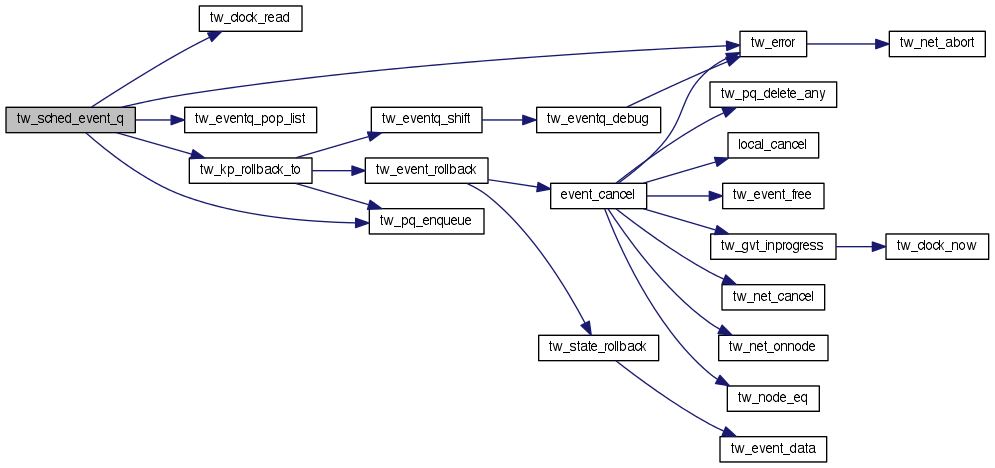 tw_clock_read
tw_error
tw_net_abort
tw_pq_delete_any
tw_sched_event_q
tw_eventq_pop_list
tw_eventq_shift
tw_eventq_debug
local_cancel
tw_kp_rollback_to
tw_event_rollback
event_cancel
tw_event_free
tw_pq_enqueue
tw_gvt_inprogress
tw_clock_now
tw_net_cancel
tw_state_rollback
tw_net_onnode
tw_node_eq
tw_event_data